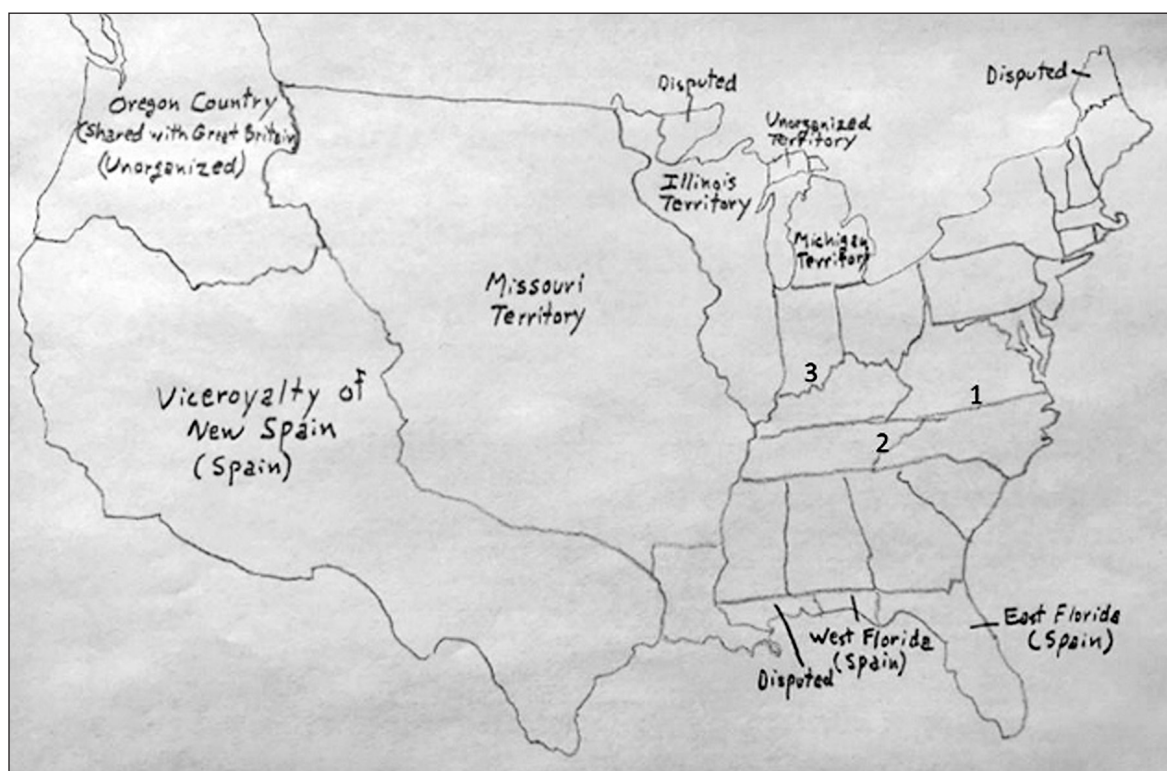 Disputed
Disputed
Oregon Country
(Shared with Great Britain)
(Unorganized)
Unorganized
Territory
Illinois
Territory
Michigan
Territory
Missouri
Territory
3
Viceroyalty of
New Spain
(Spain)
1
2
East Florida
(Spain)
West Florida
(Spain)
Disputed